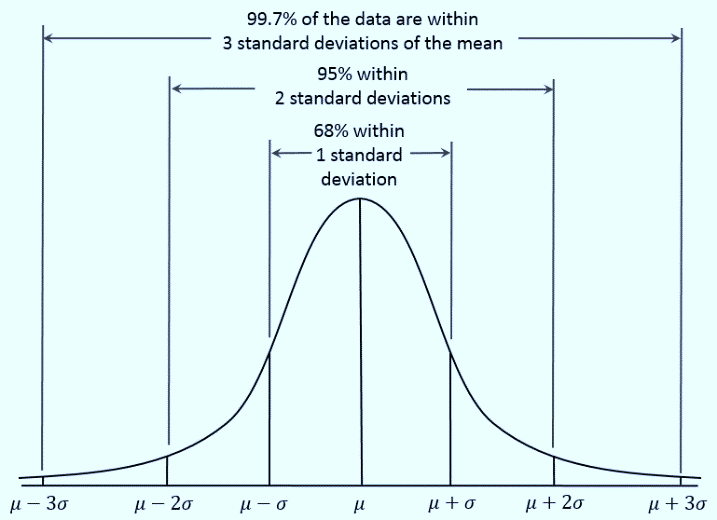 99.7% of the data are within
3 standard deviations of the mean
95% within
2 standard deviations
68% within
1 standard
deviation
μ − 3σ μ − 2σ μ − σ μ μ + σ μ + 2σ μ + 3σ